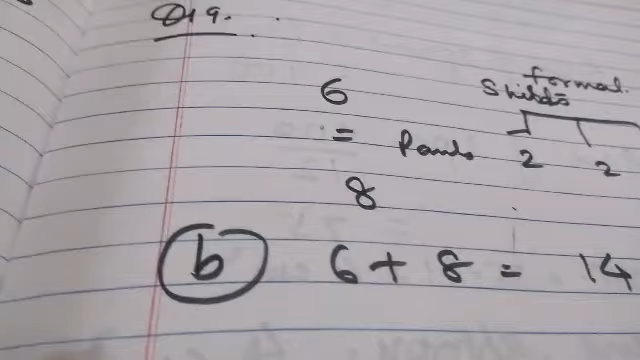 Q19.
formal
6 Shirts
= Pants 2 2
8
b 6 + 8 = 14